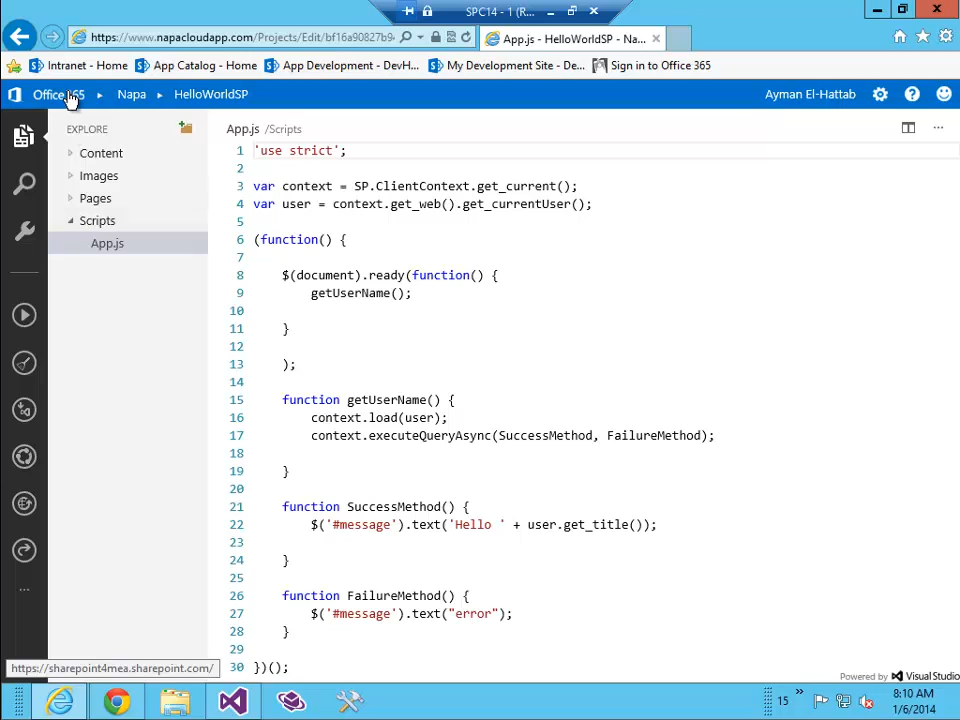 SPC14 - 1 (R...
https://www.napacloudapp.com/Projects/Edit/bf16a90827b9
App.js - HelloWorldSP - Na...
Intranet - Home
App Catalog - Home
App Development - DevH...
My Development Site - De...
Sign in to Office 365
Office 365
Napa
HelloWorldSP
Ayman El-Hattab
EXPLORE
Content
Images
Pages
Scripts
App.js
App.js /Scripts
1 'use strict';
2
3 var context = SP.ClientContext.get_current();
4 var user = context.get_web().get_currentUser();
5
6 (function() {
7
8 $(document).ready(function() {
9 getUserName();
10
11 }
12
13 );
14
15 function getUserName() {
16 context.load(user);
17 context.executeQueryAsync(SuccessMethod, FailureMethod);
18
19 }
20
21 function SuccessMethod() {
22 $('#message').text('Hello ' + user.get_title());
23
24 }
25
26 function FailureMethod() {
27 $('#message').text("error");
28 }
29
30 })();
https://sharepoint4mea.sharepoint.com/
Powered by Visual Studio
15
8:10 AM
1/6/2014